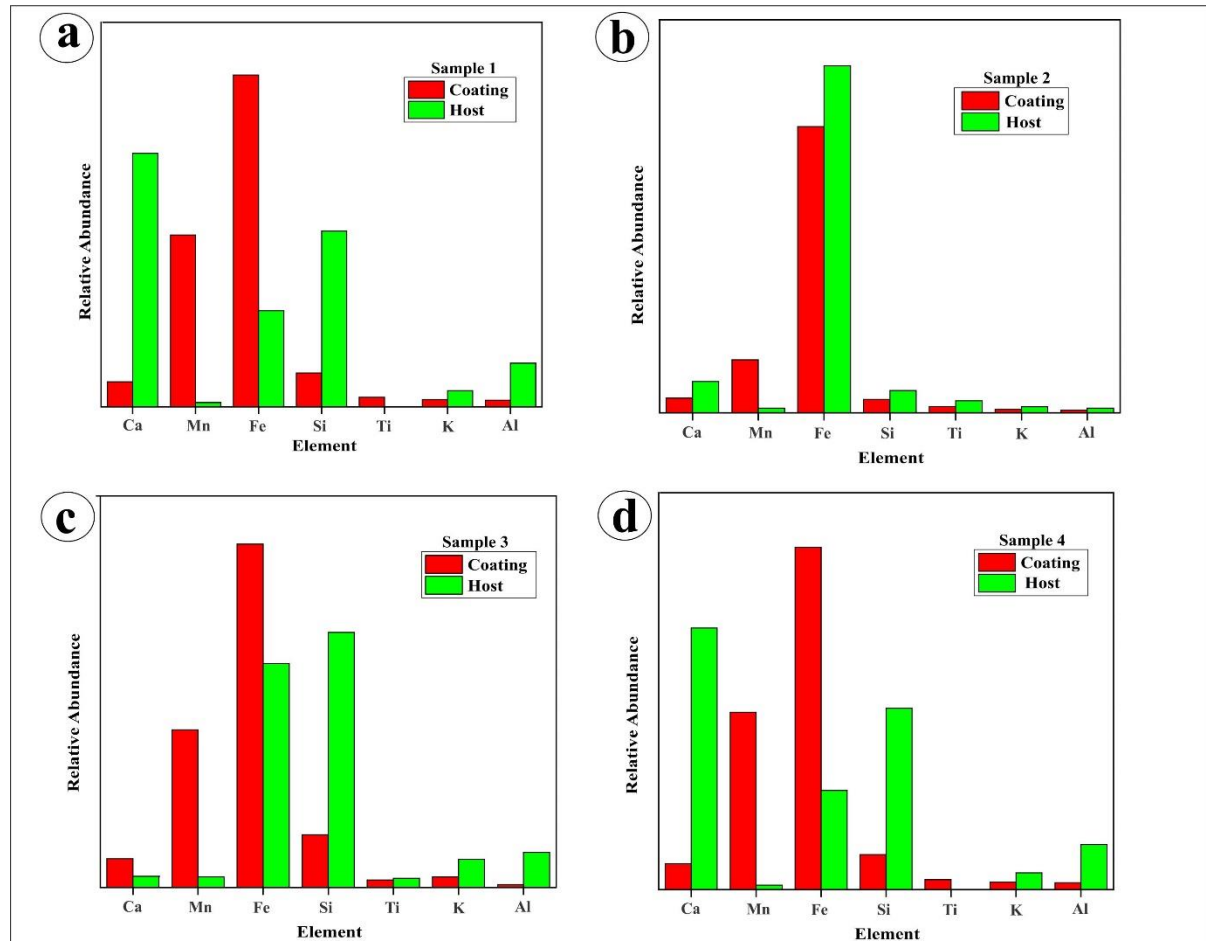 a
Sample 1
Coating
Host
Relative Abundance
Ca Mn Fe Si Ti K Al
Element
b
Sample 2
Coating
Host
Relative Abundance
Ca Mn Fe Si Ti K Al
Element
c
Sample 3
Coating
Host
Relative Abundance
Ca Mn Fe Si Ti K Al
Element
d
Sample 4
Coating
Host
Relative Abundance
Ca Mn Fe Si Ti K Al
Element